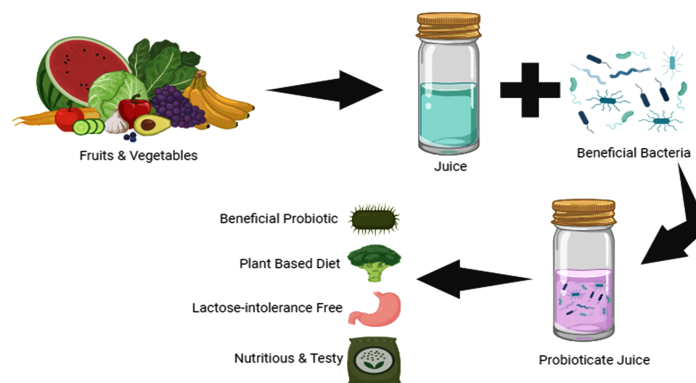 Fruits & Vegetables
Juice
Beneficial Bacteria
Beneficial Probiotic
Plant Based Diet
Lactose-intolerance Free
Nutritious & Testy
Probioticate Juice